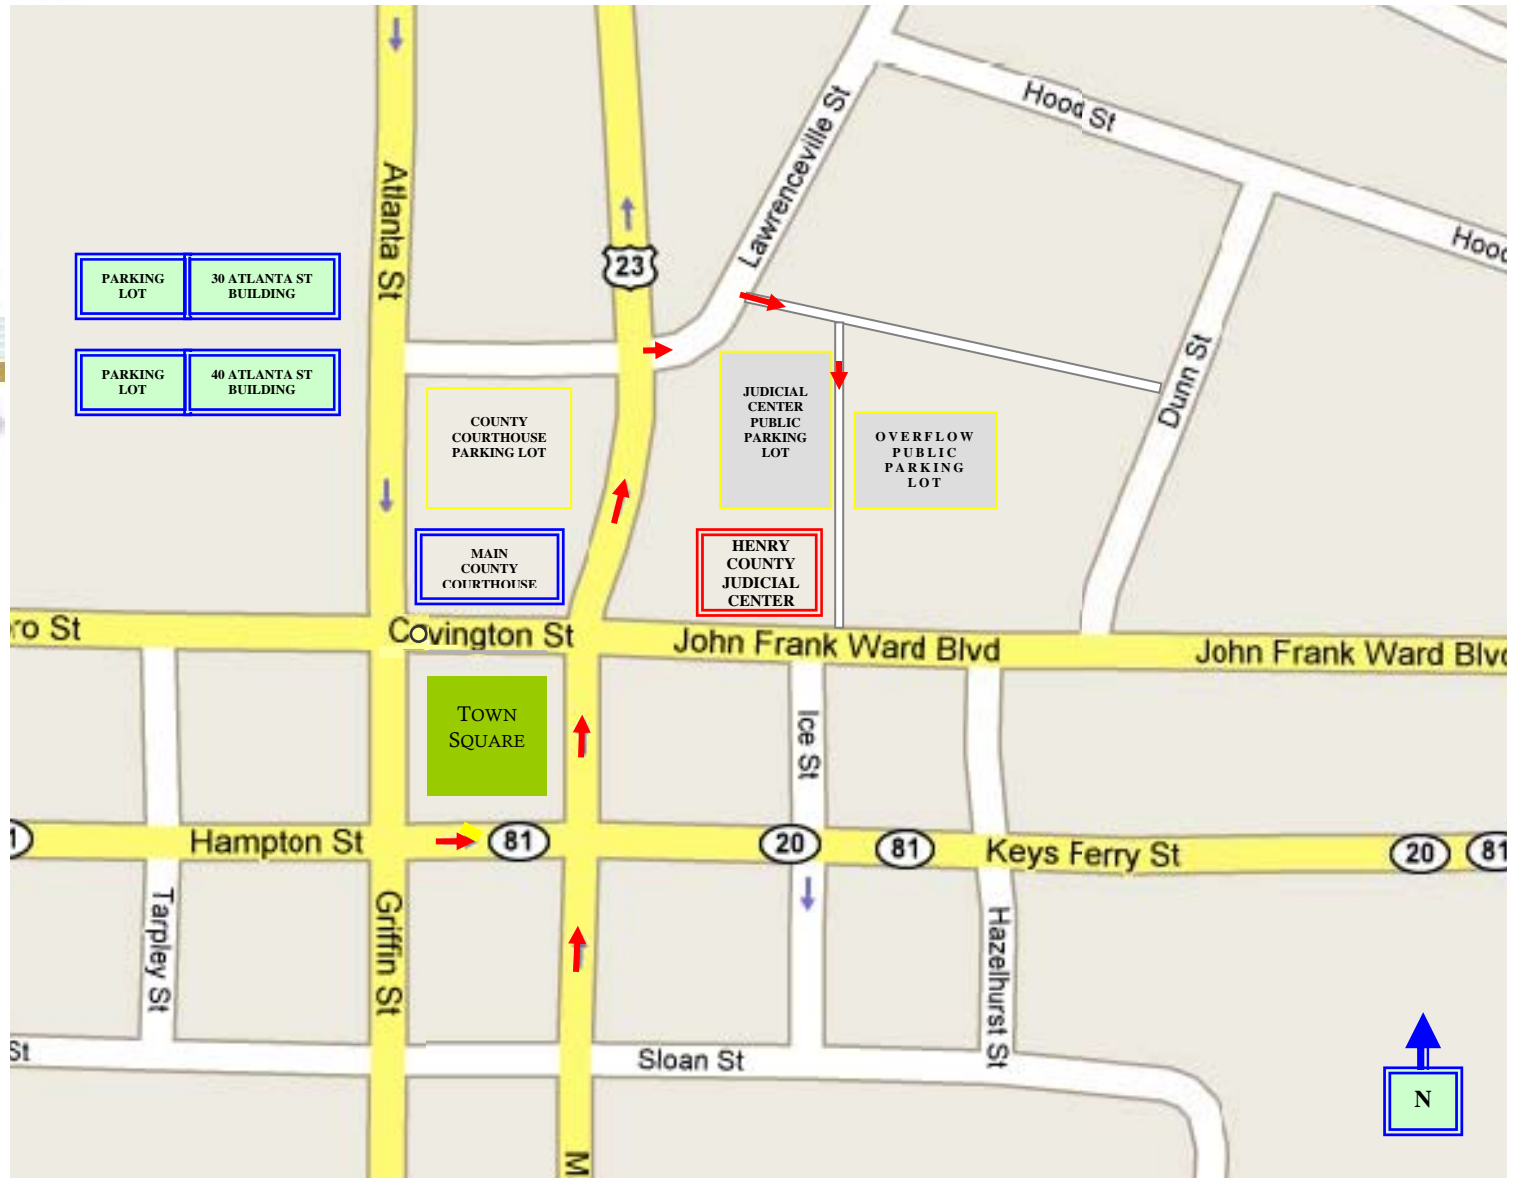 Hood St
Hood
Lawrenceville St
Atlanta St
23
PARKING
LOT
30 ATLANTA ST
BUILDING
PARKING
LOT
40 ATLANTA ST
BUILDING
Dunn St
COUNTY
COURTHOUSE
PARKING LOT
JUDICIAL
CENTER
PUBLIC
PARKING
LOT
OVERFLOW
PUBLIC
PARKING
LOT
MAIN
COUNTY
COURTHOUSE
HENRY
COUNTY
JUDICIAL
CENTER
ro St
Covington St
John Frank Ward Blvd
John Frank Ward Blvd
TOWN
SQUARE
Ice St
1
Hampton St
81
20
81
Keys Ferry St
20
81
Tarpley St
Griffin St
Hazelhurst St
St
Sloan St
N
M